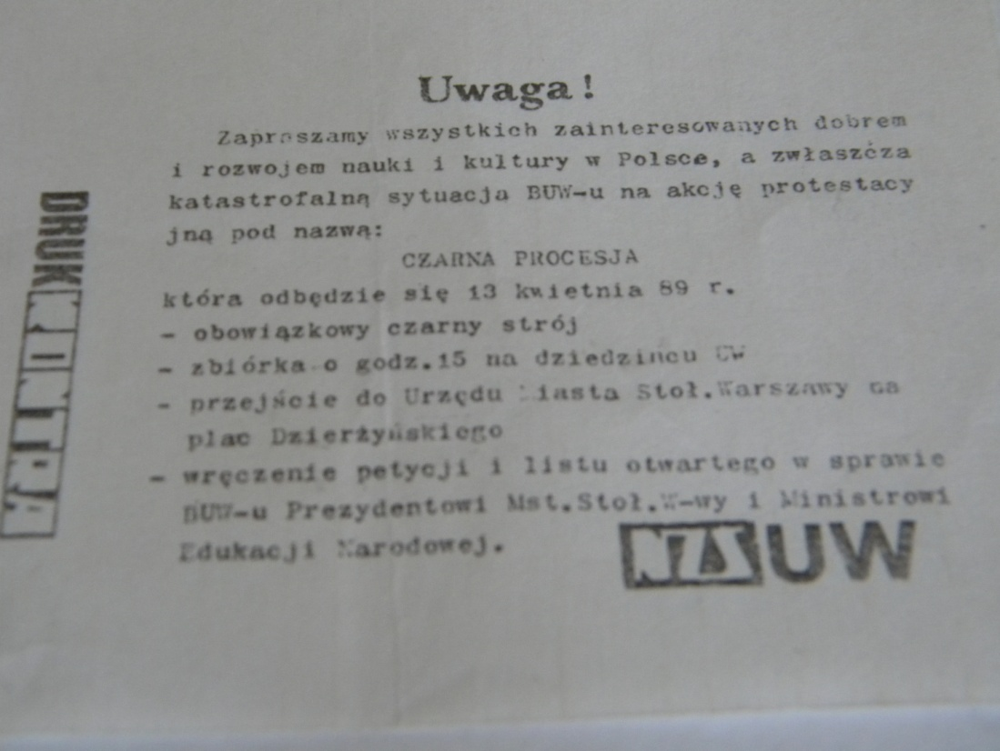 Uwaga!
Zapraszamy wszystkich zainteresowanych dobrem
i rozwojem nauki i kultury w Polsce, a zwłaszcza
katastrofalną sytuacja BUW-u na akcję protestacy
jną pod nazwą:
CZARNA PROCESJA
która odbędzie się 13 kwietnia 89 r.
- obowiązkowy czarny strój
- zbiórka o godz.15 na dziedzińcu UW
- przejście do Urzędu Miasta Stoł.Warszawy na
plac Dzierżyńskiego
- wręczenie petycji i listu otwartego w sprawie
BUW-u Prezydentowi Mst.Stoł.W-wy i Ministrowi
Edukacji Narodowej.
NZS UW
DRUK KONTRA